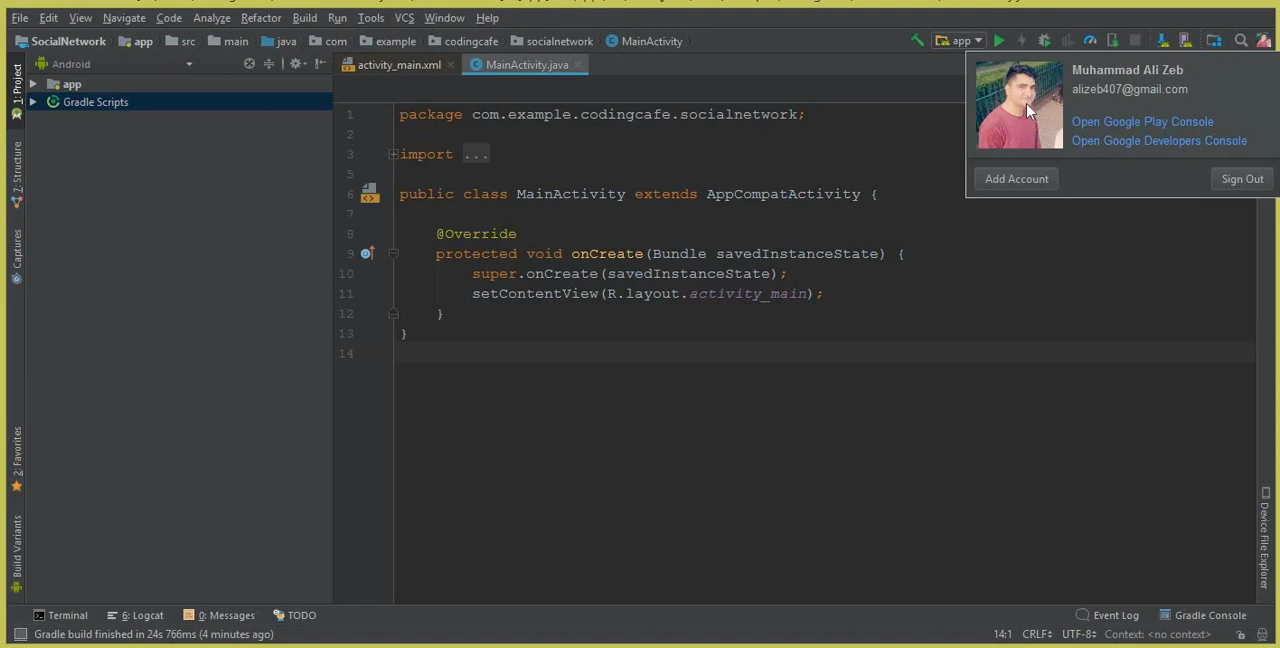 File Edit View Navigate Code Analyze Refactor Build Run Tools VCS Window Help
SocialNetwork app src main java com example codingcafe socialnetwork MainActivity app
Android
activity_main.xml
MainActivity.java
1: Project
7: Structure
Captures
2: Favorites
Build Variants
app
Gradle Scripts
1 package com.example.codingcafe.socialnetwork;
2
3 import ...
5
6 public class MainActivity extends AppCompatActivity {
7
8 @Override
9 protected void onCreate(Bundle savedInstanceState) {
10 super.onCreate(savedInstanceState);
11 setContentView(R.layout.activity_main);
12 }
13 }
14
Muhammad Ali Zeb
alizeb407@gmail.com
Open Google Play Console
Open Google Developers Console
Add Account Sign Out
Device File Explorer
Terminal 6: Logcat 0: Messages TODO Event Log Gradle Console
Gradle build finished in 24s 766ms (4 minutes ago) 14:1 CRLF UTF-8 Context: <no context>